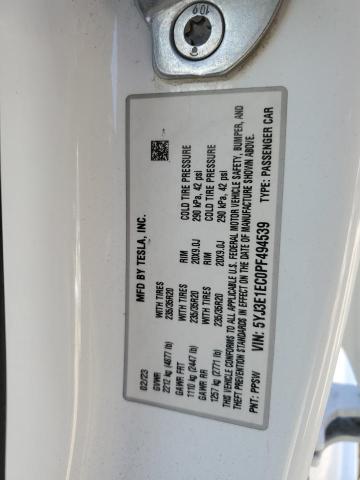 10.9
MFD BY TESLA, INC.
02/23
GVWR
2212 kg (4877 lb)
GAWR FRT WITH TIRES RIM COLD TIRE PRESSURE
1110 kg (2447 lb) 235/35R20 20X9.0J 290 kPa, 42 psi
GAWR RR WITH TIRES RIM COLD TIRE PRESSURE
1257 kg (2771 lb) 235/35R20 20X9.0J 290 kPa, 42 psi
THIS VEHICLE CONFORMS TO ALL APPLICABLE U.S. FEDERAL MOTOR VEHICLE SAFETY, BUMPER, AND
THEFT PREVENTION STANDARDS IN EFFECT ON THE DATE OF MANUFACTURE SHOWN ABOVE.
VIN: 5YJ3E1EC0PF494539
PNT: PPSW TYPE: PASSENGER CAR